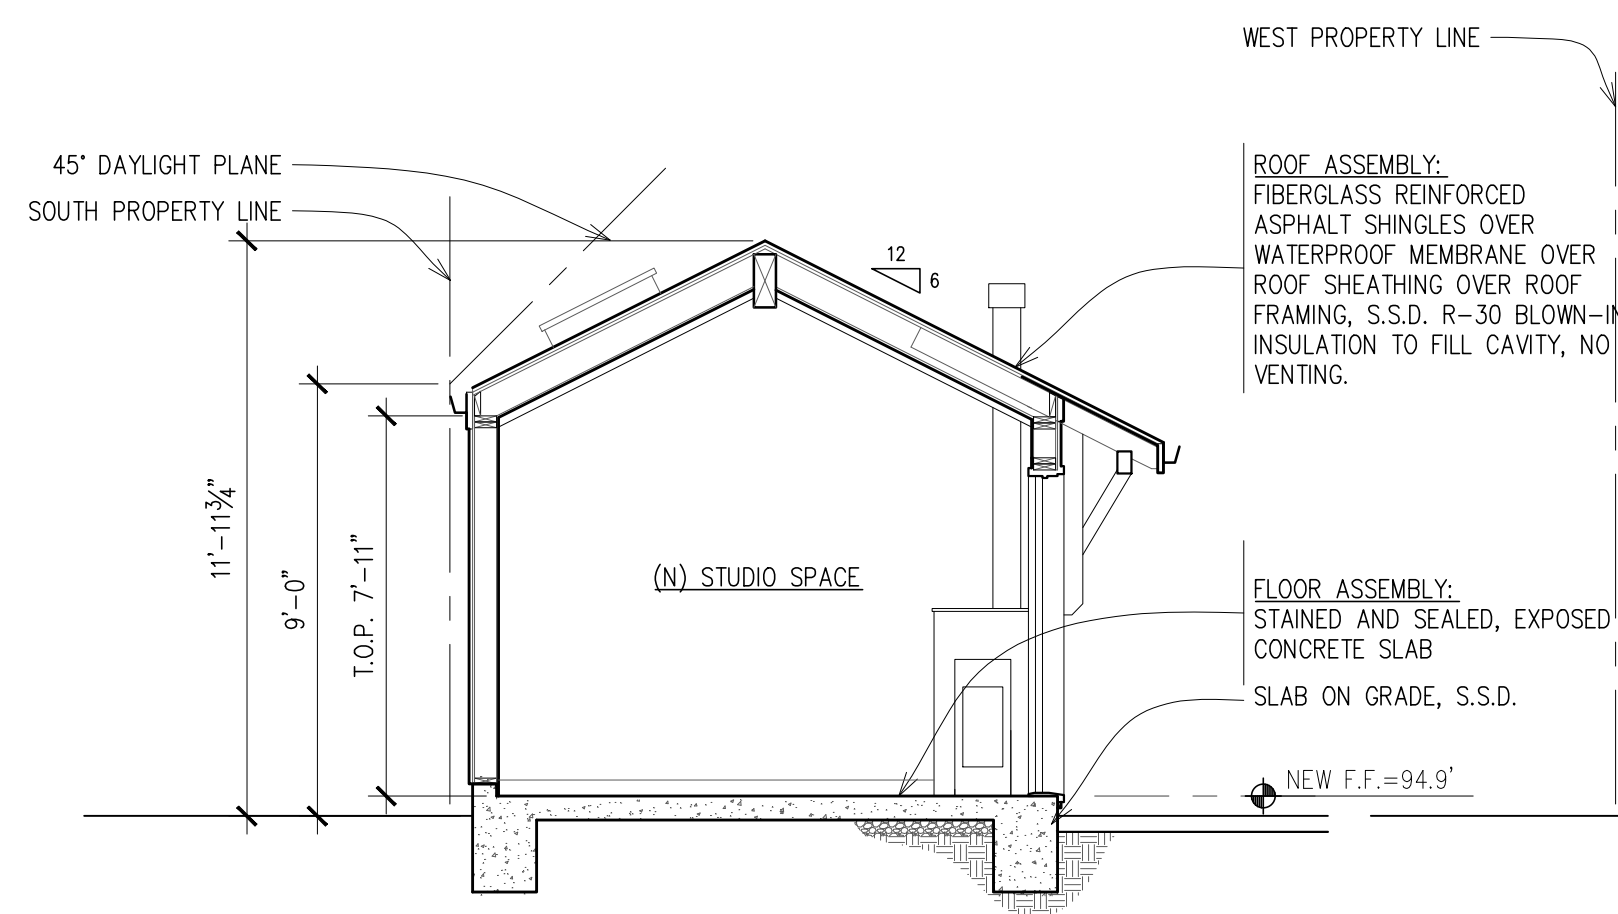 WEST PROPERTY LINE
45° DAYLIGHT PLANE
SOUTH PROPERTY LINE
12
6
ROOF ASSEMBLY:
FIBERGLASS REINFORCED
ASPHALT SHINGLES OVER
WATERPROOF MEMBRANE OVER
ROOF SHEATHING OVER ROOF
FRAMING, S.S.D. R-30 BLOWN-IN
INSULATION TO FILL CAVITY, NO
VENTING.
11'-11¾"
9'-0"
T.O.P. 7'-11"
(N) STUDIO SPACE
FLOOR ASSEMBLY:
STAINED AND SEALED, EXPOSED
CONCRETE SLAB
SLAB ON GRADE, S.S.D.
NEW F.F.=94.9'